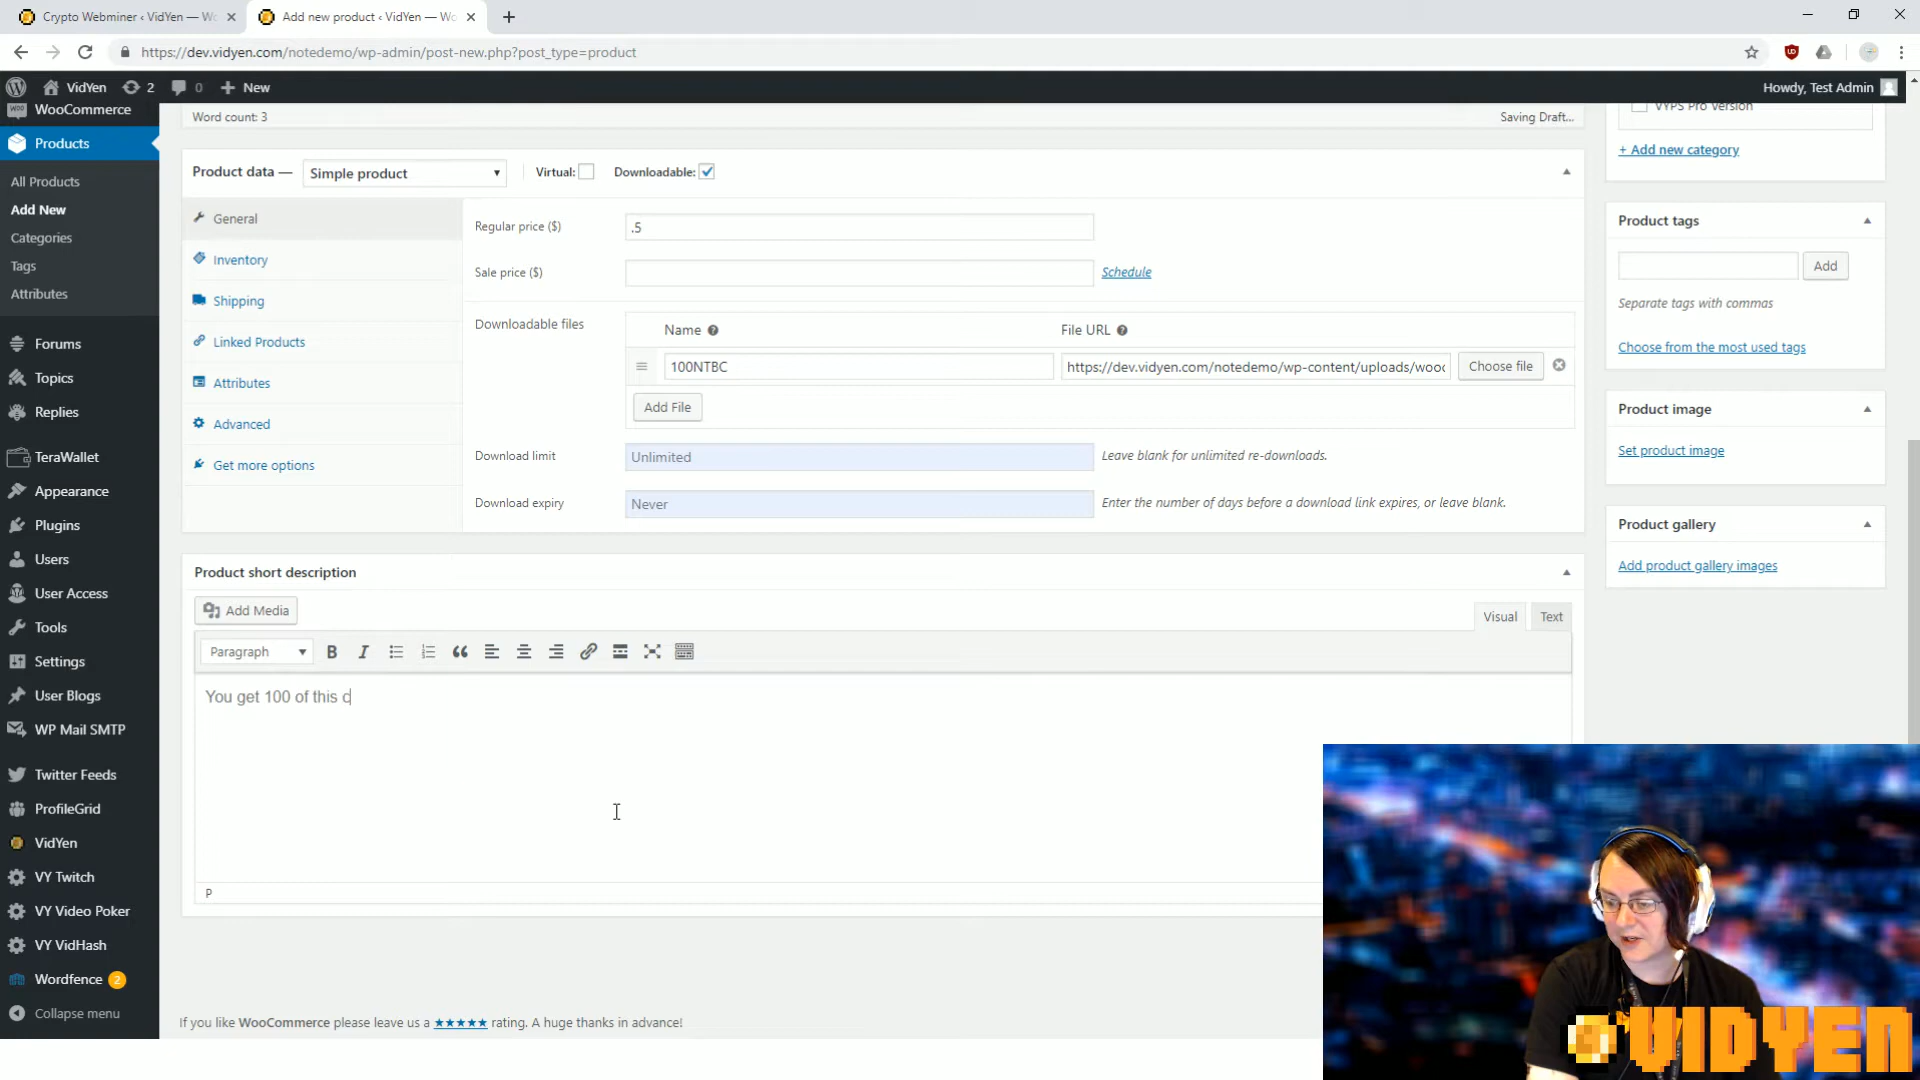 Crypto Webminer ‹ VidYen — Wo
Add new product ‹ VidYen — Wo
https://dev.vidyen.com/notedemo/wp-admin/post-new.php?post_type=product
VidYen 2 0 New Howdy, Test Admin
WooCommerce
Products
All Products
Add New
Categories
Tags
Attributes
Forums
Topics
Replies
TeraWallet
Appearance
Plugins
Users
User Access
Tools
Settings
User Blogs
WP Mail SMTP
Twitter Feeds
ProfileGrid
VidYen
VY Twitch
VY Video Poker
VY VidHash
Wordfence 2
Collapse menu
Word count: 3 Saving Draft...
Product data — Simple product Virtual: Downloadable:
General
Inventory
Shipping
Linked Products
Attributes
Advanced
Get more options
Regular price ($) .5
Sale price ($) Schedule
Downloadable files
Name File URL
100NTBC https://dev.vidyen.com/notedemo/wp-content/uploads/wooc Choose file
Add File
Download limit Unlimited Leave blank for unlimited re-downloads.
Download expiry Never Enter the number of days before a download link expires, or leave blank.
Product short description
Add Media Visual Text
Paragraph B I
You get 100 of this c
P
If you like WooCommerce please leave us a ★★★★★ rating. A huge thanks in advance!
VYPS Pro Version
+ Add new category
Product tags
Add
Separate tags with commas
Choose from the most used tags
Product image
Set product image
Product gallery
Add product gallery images
VIDYEN